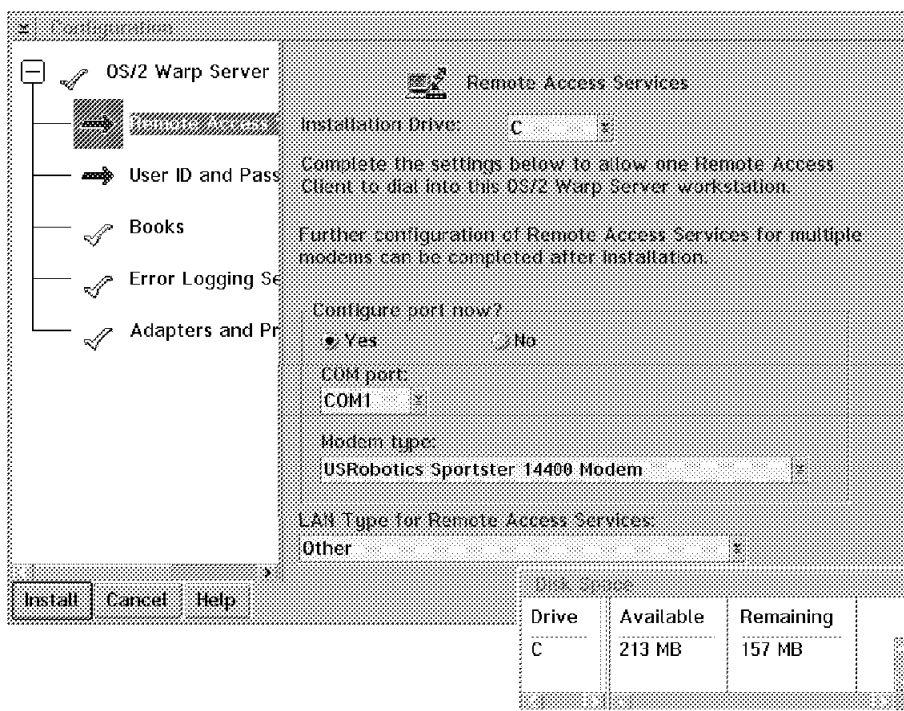 Configuration
OS/2 Warp Server
Remote Access
User ID and Pass
Books
Error Logging Se
Adapters and Pr
Remote Access Services
Installation Drive: C
Complete the settings below to allow one Remote Access
Client to dial into this OS/2 Warp Server workstation.
Further configuration of Remote Access Services for multiple
modems can be completed after installation.
Configure port now?
Yes No
COM port:
COM1
Modem type:
USRobotics Sportster 14400 Modem
LAN Type for Remote Access Services:
Other
Install Cancel Help
Disk Space
Drive Available Remaining
C 213 MB 157 MB